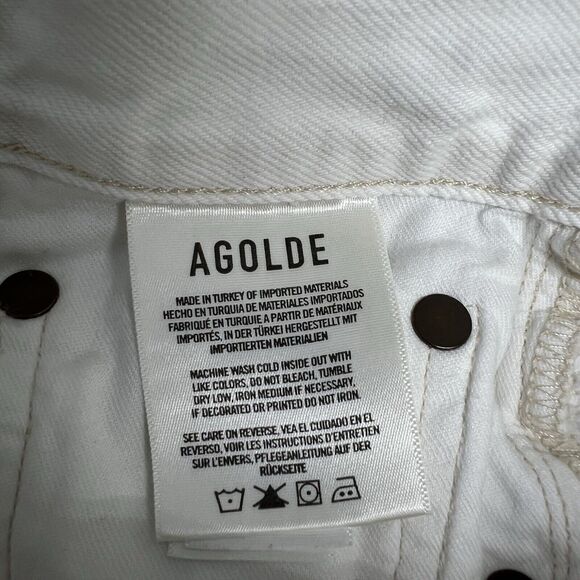 AGOLDE
MADE IN TURKEY OF IMPORTED MATERIALS
HECHO EN TURQUIA DE MATERIALES IMPORTADOS
FABRIQUÉ EN TURQUIE A PARTIR DE MATÉRIAUX
IMPORTÉS, IN DER TÜRKEI HERGESTELLT MIT
IMPORTIERTEN MATERIALIEN
MACHINE WASH COLD INSIDE OUT WITH
LIKE COLORS, DO NOT BLEACH, TUMBLE
DRY LOW, IRON MEDIUM IF NECESSARY,
IF DECORATED OR PRINTED DO NOT IRON.
SEE CARE ON REVERSE, VEA EL CUIDADO EN EL
REVERSO, VOIR LES INSTRUCTIONS D'ENTRETIEN
SUR L'ENVERS, PFLEGEANLEITUNG AUF DER
RÜCKSEITE